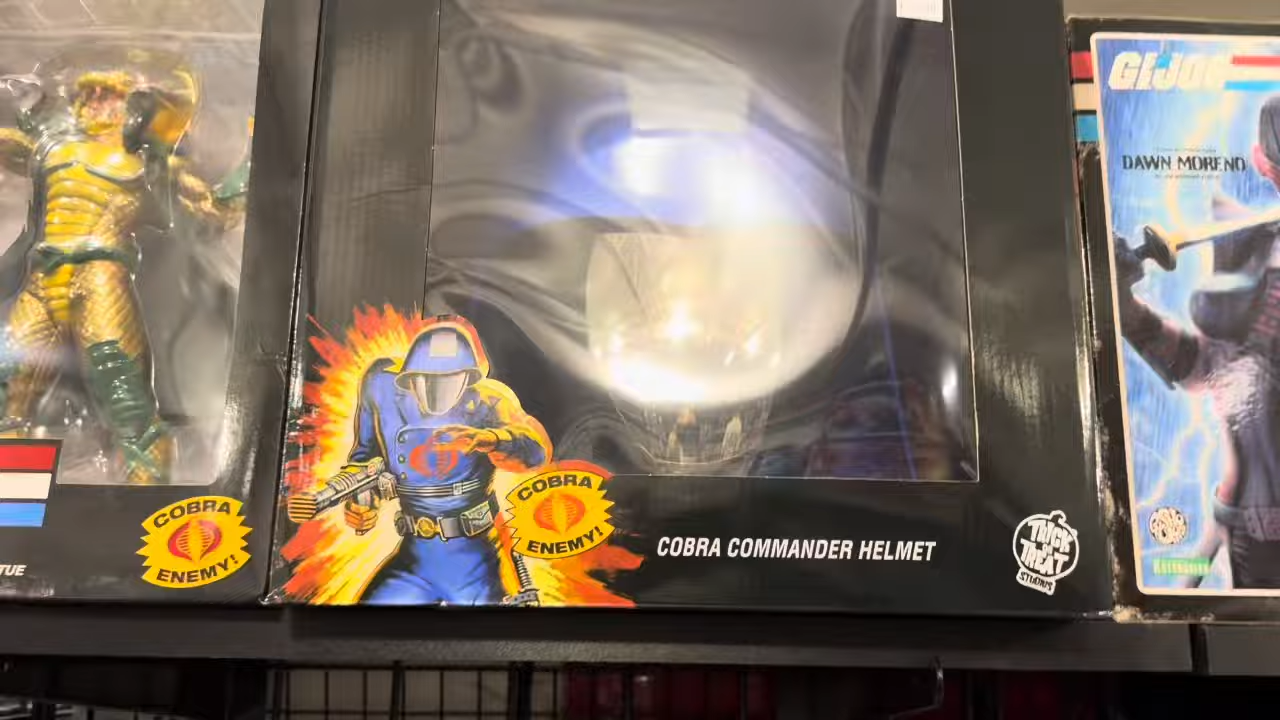 TUE
COBRA
ENEMY!
COBRA
ENEMY!
COBRA COMMANDER HELMET
TRICK
OR
TREAT
STUDIOS
GI JOE
DAWN MORENO